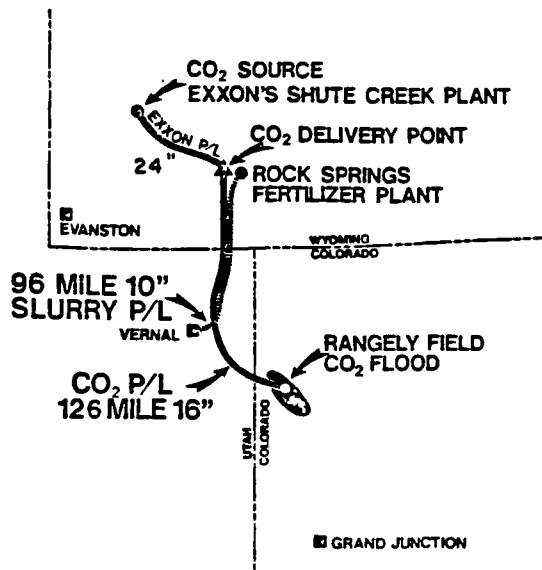 CO₂ SOURCE
EXXON'S SHUTE CREEK PLANT
EXXON P/L
24"
CO₂ DELIVERY POINT
ROCK SPRINGS
FERTILIZER PLANT
EVANSTON
WYOMING
COLORADO
96 MILE 10"
SLURRY P/L
VERNAL
RANGELY FIELD
CO₂ FLOOD
CO₂ P/L
126 MILE 16"
UTAH
COLORADO
GRAND JUNCTION